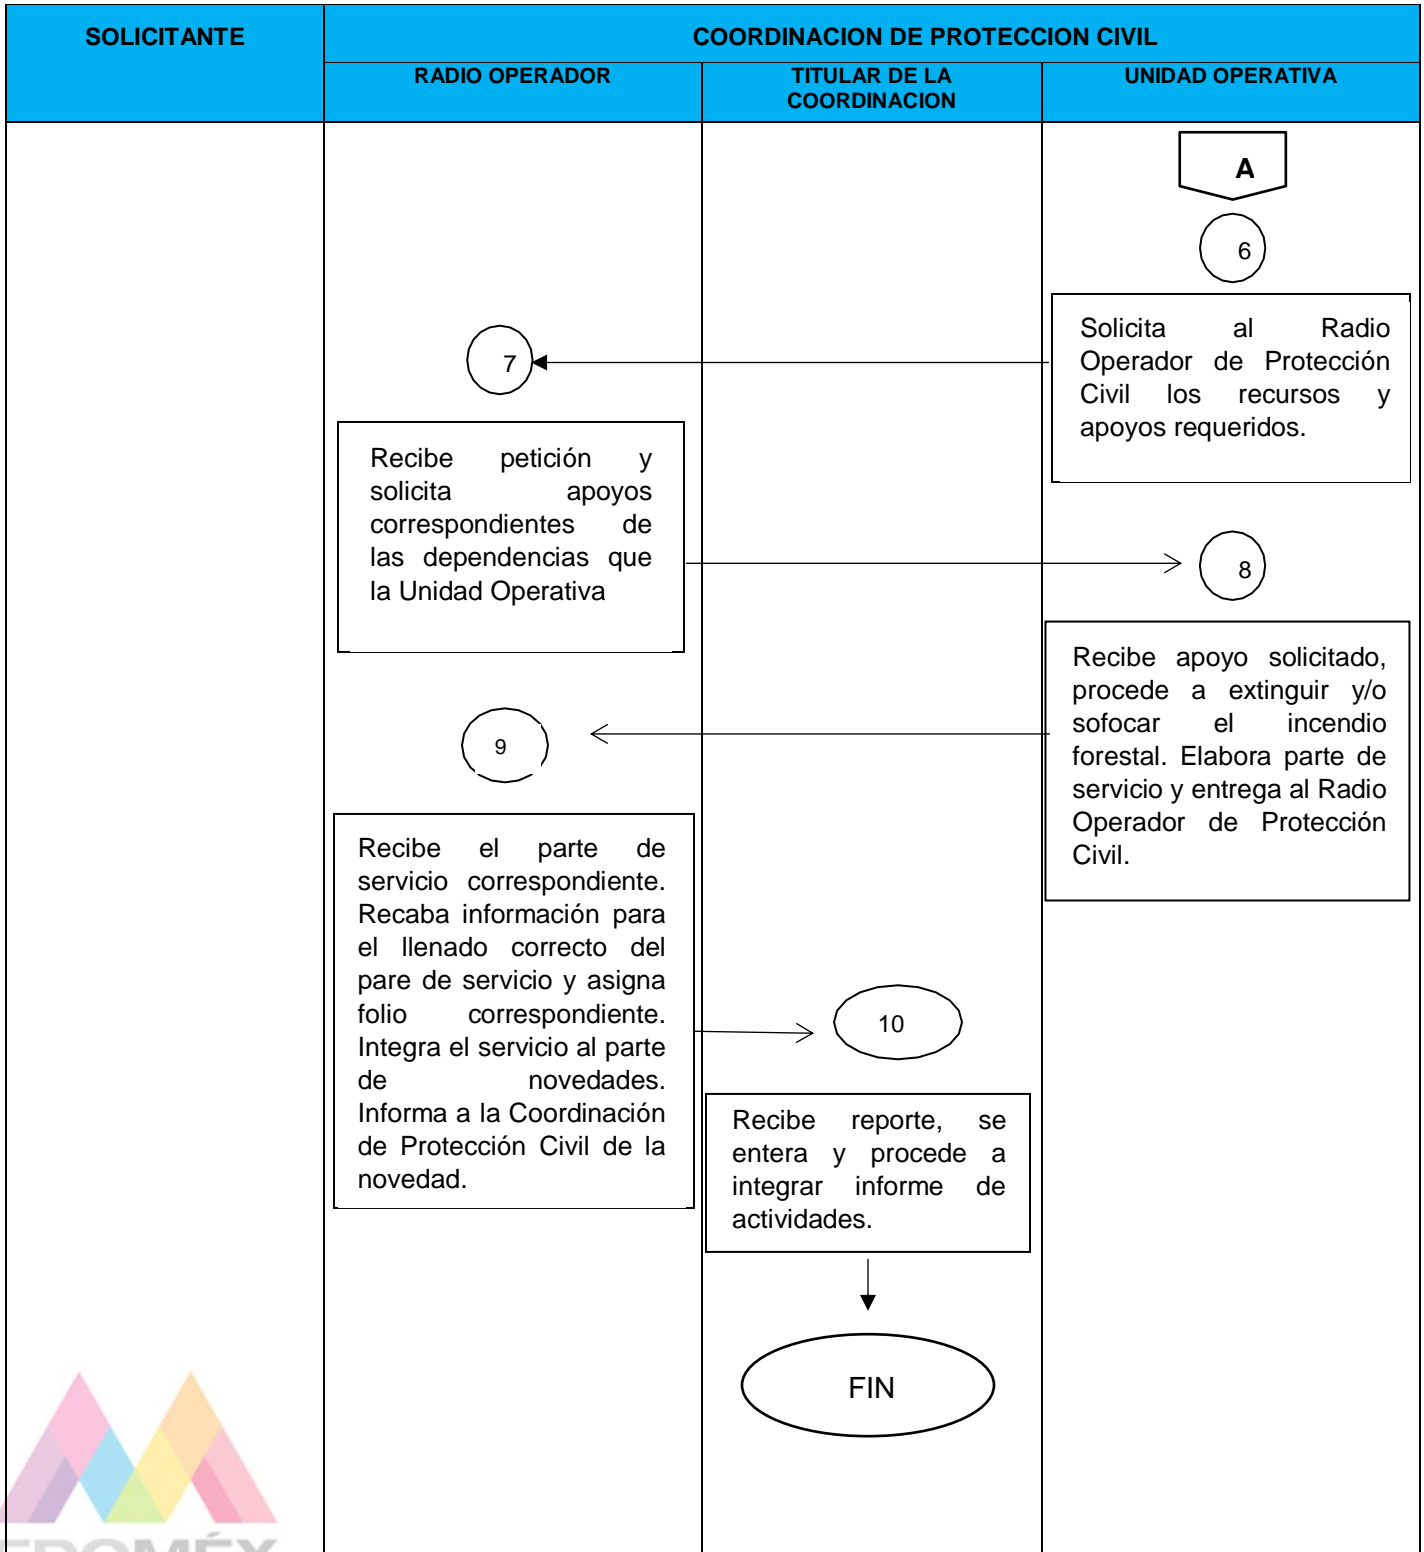 SOLICITANTE
COORDINACION DE PROTECCION CIVIL
RADIO OPERADOR
TITULAR DE LA
COORDINACION
UNIDAD OPERATIVA
A
6
Solicita al Radio
Operador de Protección
Civil los recursos y
apoyos requeridos.
7
Recibe petición y
solicita apoyos
correspondientes de
las dependencias que
la Unidad Operativa
8
Recibe apoyo solicitado,
procede a extinguir y/o
sofocar el incendio
forestal. Elabora parte de
servicio y entrega al Radio
Operador de Protección
Civil.
9
Recibe el parte de
servicio correspondiente.
Recaba información para
el llenado correcto del
pare de servicio y asigna
folio correspondiente.
Integra el servicio al parte
de novedades.
Informa a la Coordinación
de Protección Civil de la
novedad.
10
Recibe reporte, se
entera y procede a
integrar informe de
actividades.
FIN
EDOMÉX